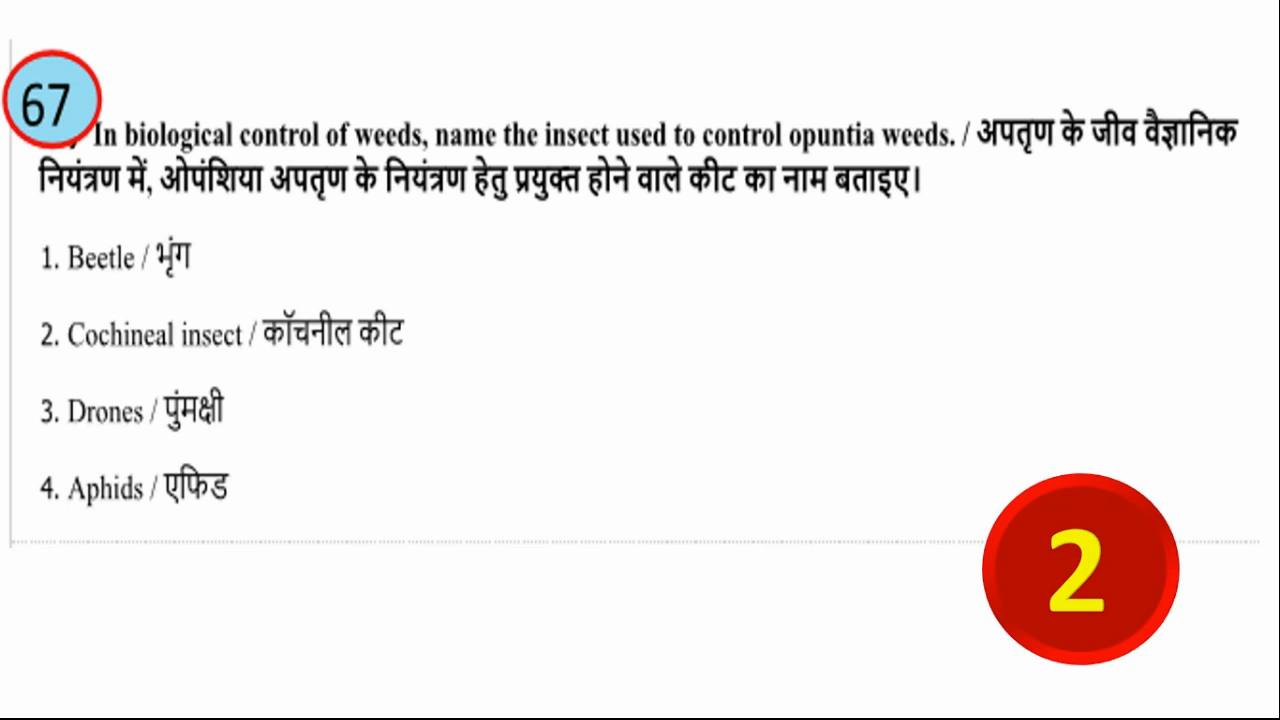 67
In biological control of weeds, name the insect used to control opuntia weeds. / अपतृण के जीव वैज्ञानिक
नियंत्रण में, ओपंशिया अपतृण के नियंत्रण हेतु प्रयुक्त होने वाले कीट का नाम बताइए।
1. Beetle / भृंग
2. Cochineal insect / कॉचनील कीट
3. Drones / पुंमक्षी
4. Aphids / एफिड
2